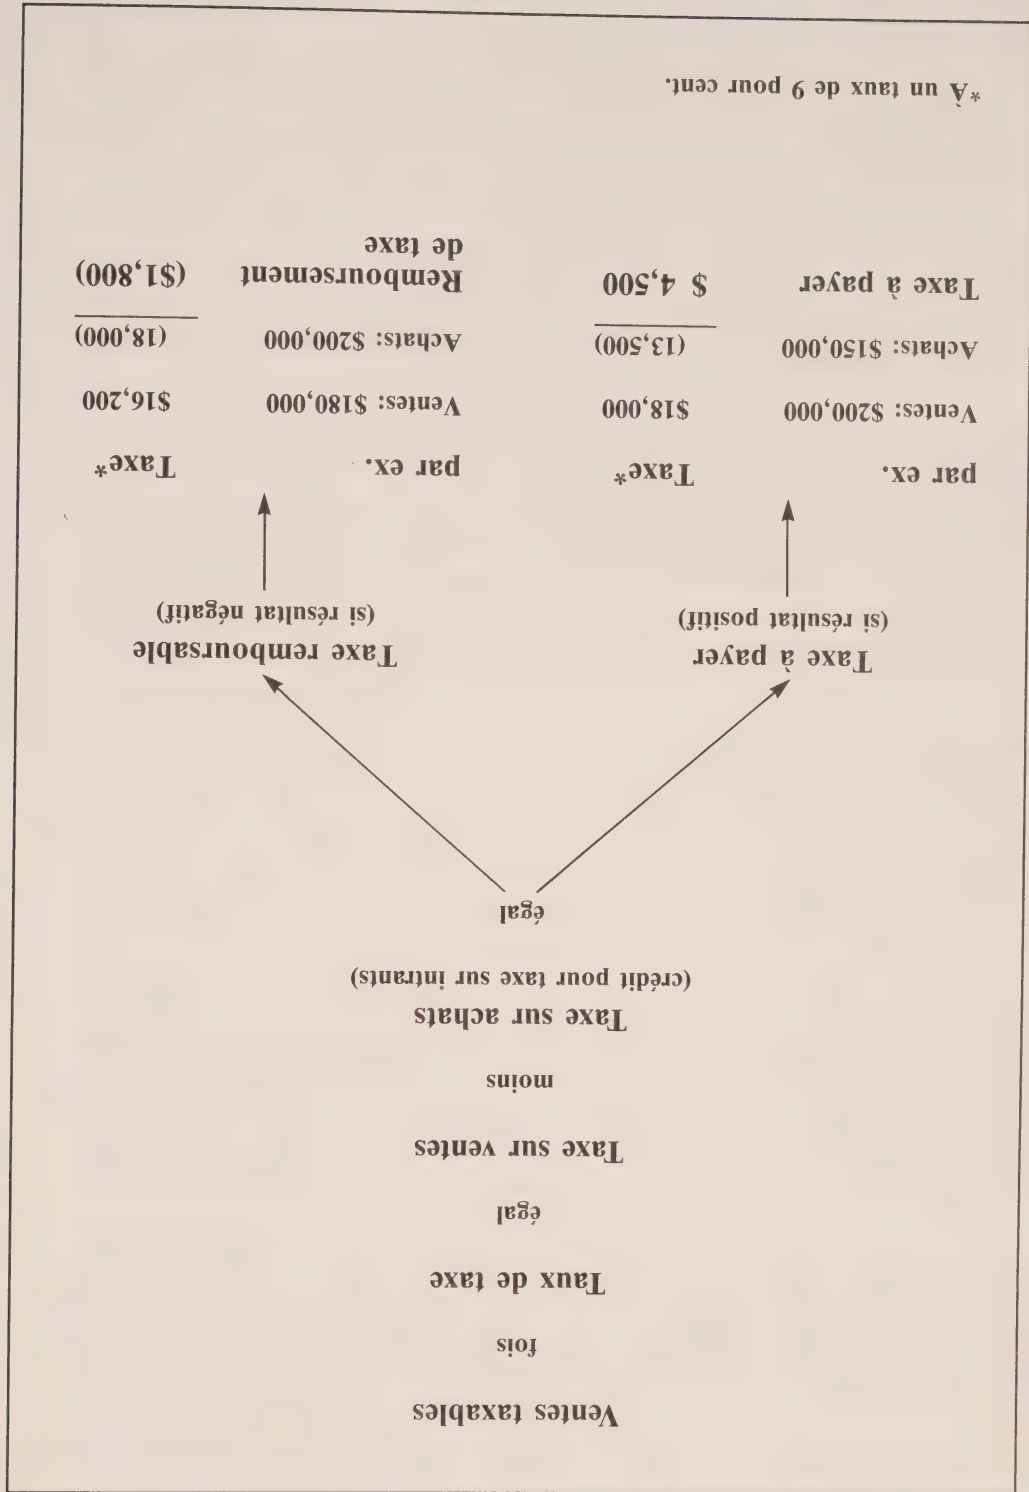 Ventes taxables
fois
Taux de taxe
égal
Taxe sur ventes
moins
Taxe sur achats
(crédit pour taxe sur intrants)
égal
Taxe à payer
(si résultat positif)
par ex. Taxe*
Ventes: $200,000 $18,000
Achats: $150,000 (13,500)
Taxe à payer $ 4,500
Taxe remboursable
(si résultat négatif)
par ex. Taxe*
Ventes: $180,000 $16,200
Achats: $200,000 (18,000)
Remboursement
de taxe ($1,800)
*À un taux de 9 pour cent.